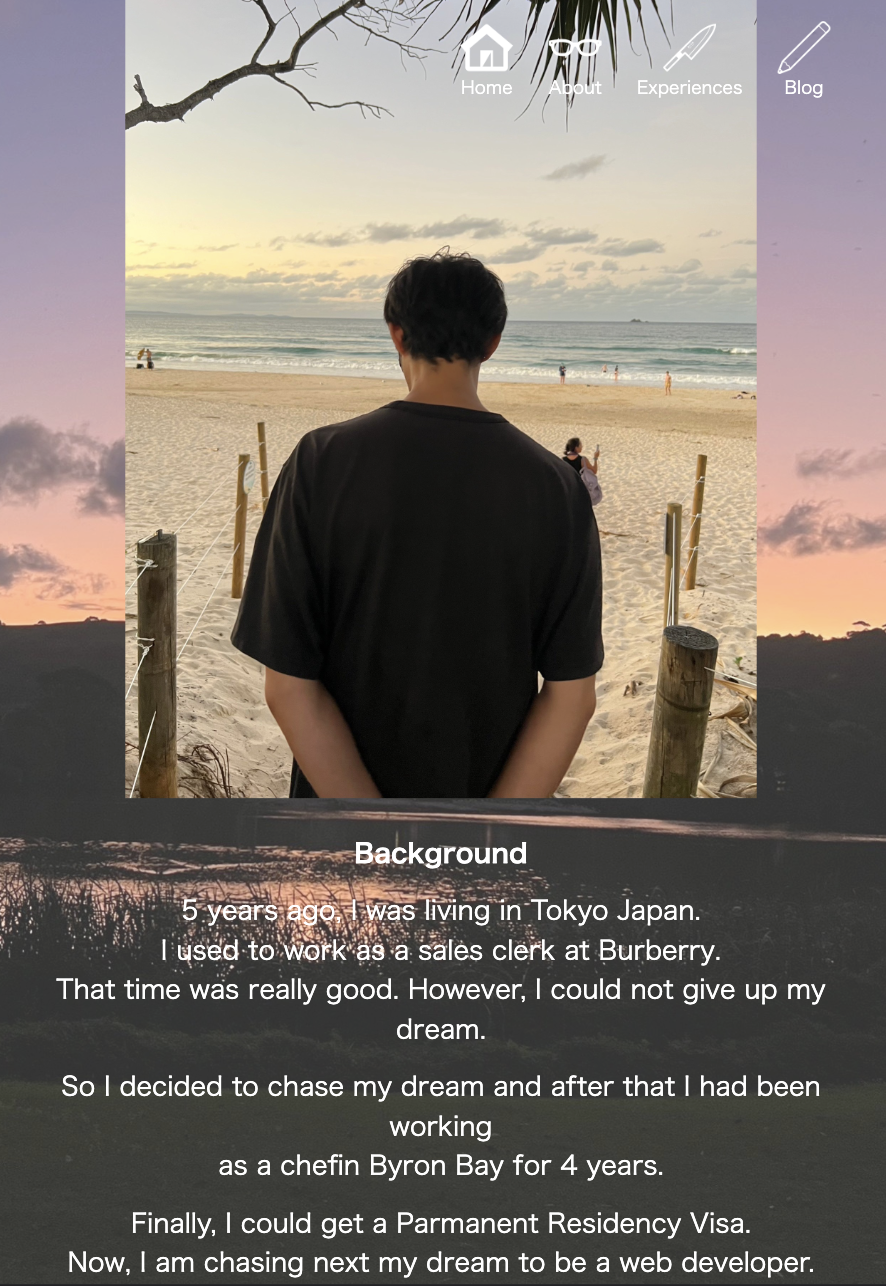 Home About Experiences Blog
Background
5 years ago, I was living in Tokyo Japan.
I used to work as a sales clerk at Burberry.
That time was really good. However, I could not give up my
dream.
So I decided to chase my dream and after that I had been
working
as a chefin Byron Bay for 4 years.
Finally, I could get a Parmanent Residency Visa.
Now, I am chasing next my dream to be a web developer.